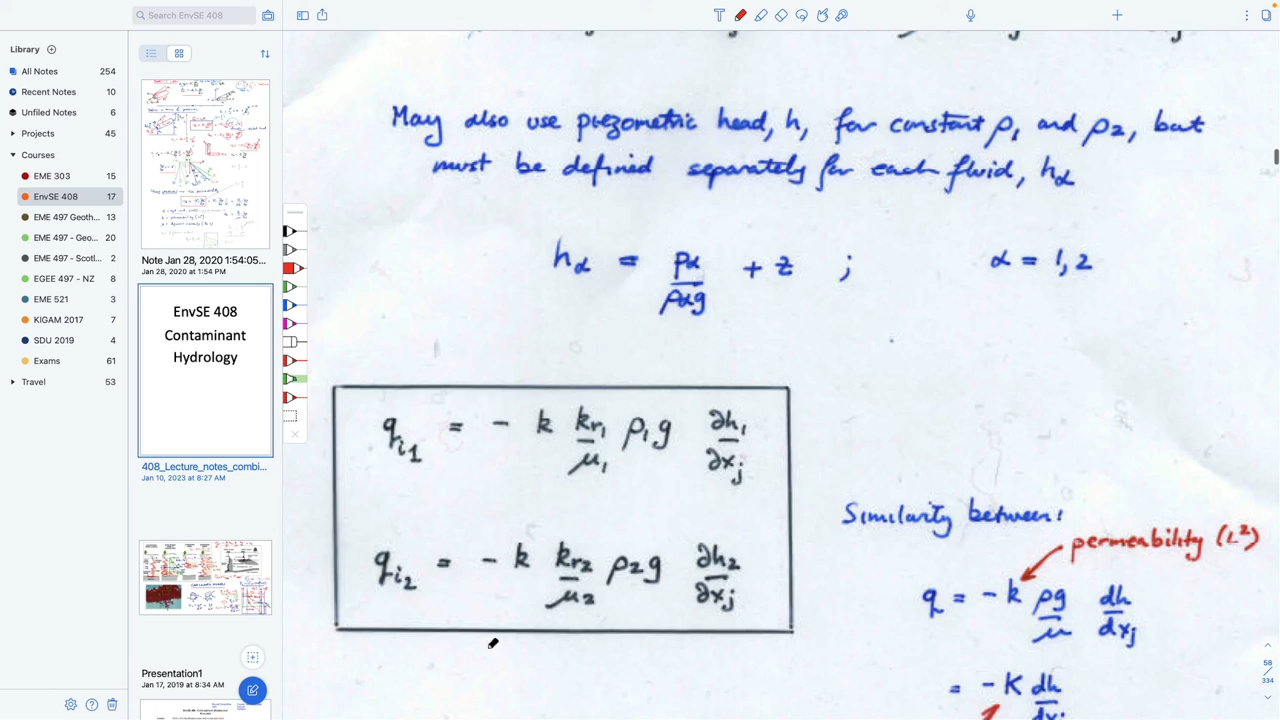 Search EnvSE 408
Library
All Notes 254
Recent Notes 10
Unfiled Notes 6
Projects 45
Courses
EME 303 15
EnvSE 408 17
EME 497 Geoth... 13
EME 497 - Geo... 20
EME 497 - Scotl... 2
EGEE 497 - NZ 8
EME 521 3
KIGAM 2017 7
SDU 2019 4
Exams 61
Travel 53
Note Jan 28, 2020 1:54:05...
Jan 28, 2020 at 1:54 PM
EnvSE 408
Contaminant
Hydrology
408_Lecture_notes_combi...
Jan 10, 2023 at 8:27 AM
Presentation1
Jan 17, 2019 at 8:34 AM
May also use piezometric head, h, for constant ρ1 and ρ2, but
must be defined separately for each fluid, hα
hα = pα/ραg + z ; α = 1, 2
qi1 = - k kr1/μ1 ρ1g ∂h1/∂xj
qi2 = - k kr2/μ2 ρ2g ∂h2/∂xj
Similarity between:
permeability (L²)
q = -k ρg/μ dh/dxj
= -K dh/dxj
58
334